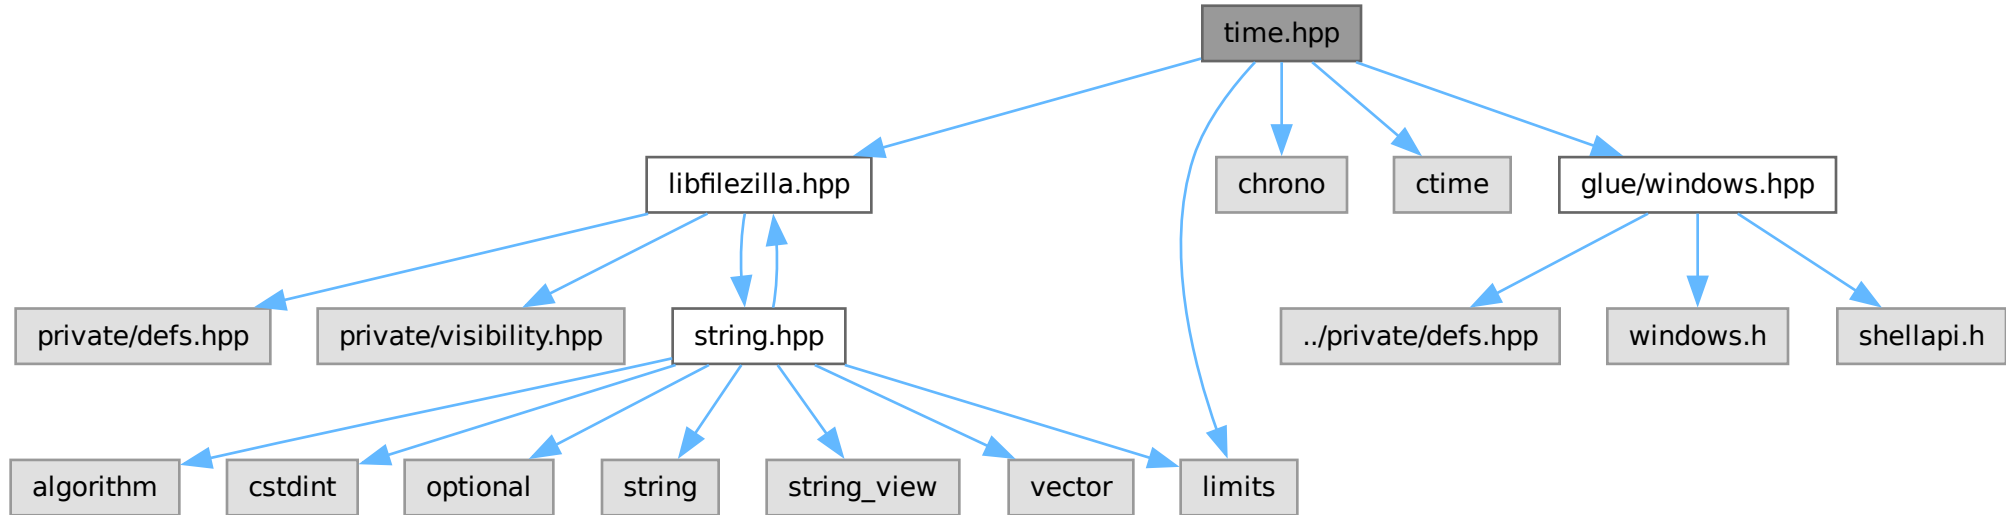 time.hpp
libfilezilla.hpp
chrono
ctime
glue/windows.hpp
private/defs.hpp
private/visibility.hpp
string.hpp
../private/defs.hpp
windows.h
shellapi.h
algorithm
cstdint
optional
string
string_view
vector
limits